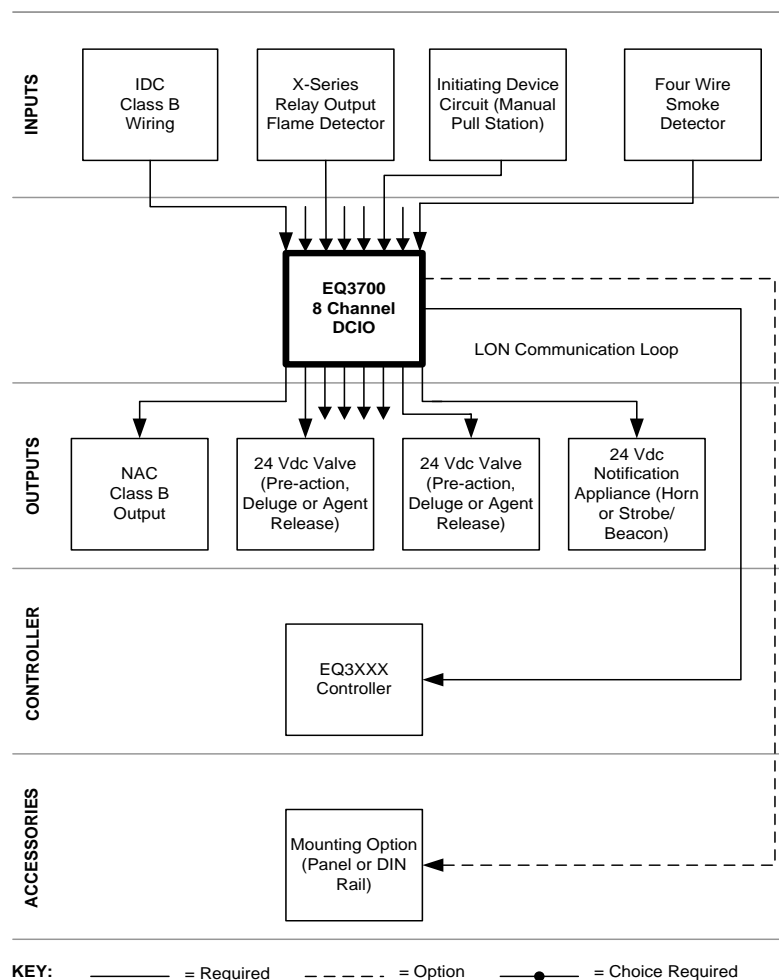 INPUTS
IDC
Class B
Wiring
X-Series
Relay Output
Flame Detector
Initiating Device
Circuit (Manual
Pull Station)
Four Wire
Smoke
Detector
EQ3700
8 Channel
DCIO
LON Communication Loop
OUTPUTS
NAC
Class B
Output
24 Vdc Valve
(Pre-action,
Deluge or Agent
Release)
24 Vdc Valve
(Pre-action,
Deluge or Agent
Release)
24 Vdc
Notification
Appliance (Horn
or Strobe/
Beacon)
CONTROLLER
EQ3XXX
Controller
ACCESSORIES
Mounting Option
(Panel or DIN
Rail)
KEY: = Required = Option = Choice Required